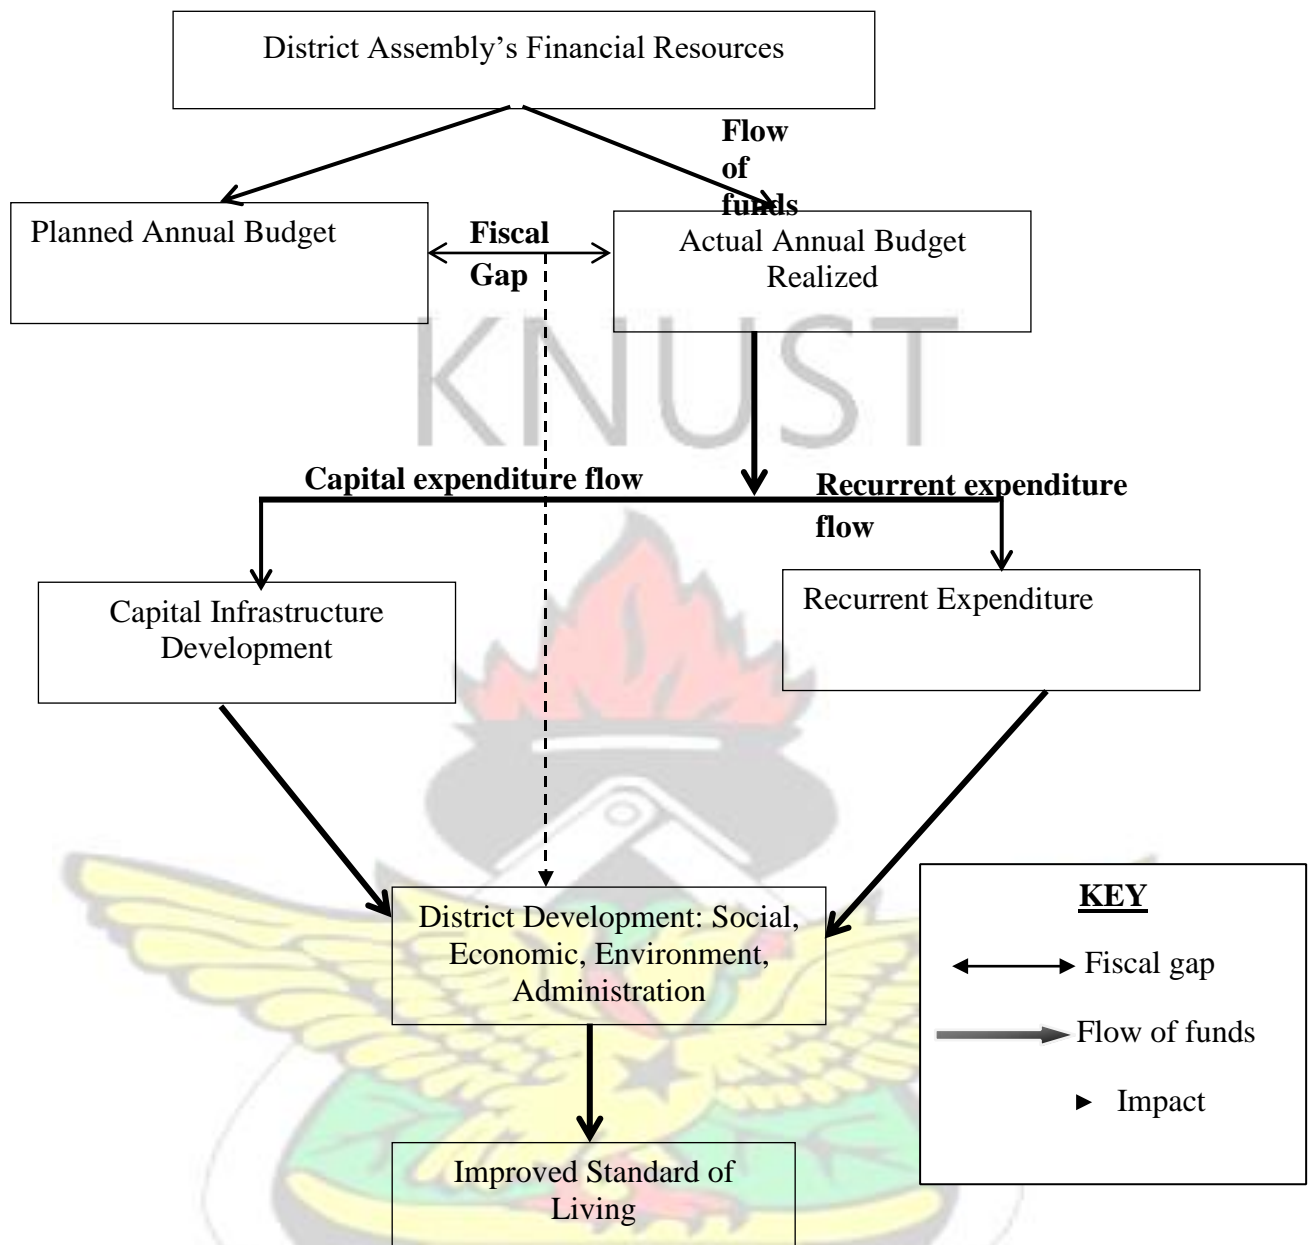 District Assembly’s Financial Resources
Flow
of
funds
Planned Annual Budget
Fiscal
Gap
Actual Annual Budget
Realized
KNUST
Capital expenditure flow
Recurrent expenditure
flow
Capital Infrastructure
Development
Recurrent Expenditure
District Development: Social,
Economic, Environment,
Administration
KEY
Fiscal gap
Flow of funds
Impact
Improved Standard of
Living